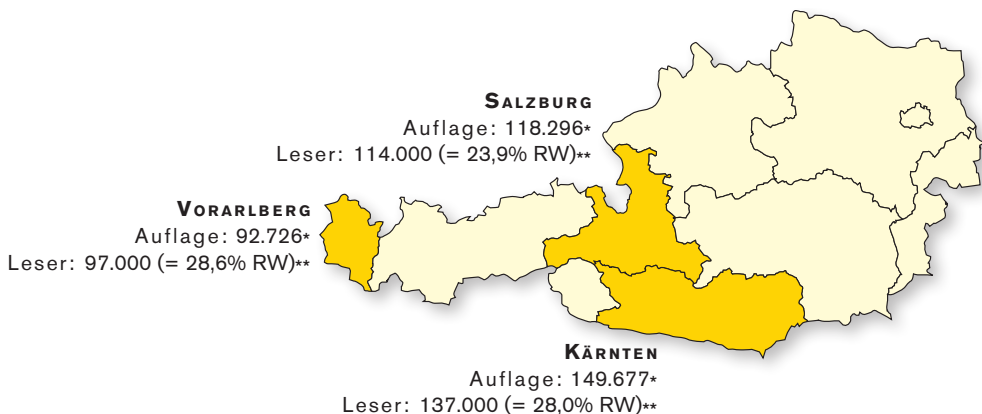 SALZBURG
Auflage: 118.296*
Leser: 114.000 (= 23,9% RW)**
VORARLBERG
Auflage: 92.726*
Leser: 97.000 (= 28,6% RW)**
KÄRNTEN
Auflage: 149.677*
Leser: 137.000 (= 28,0% RW)**